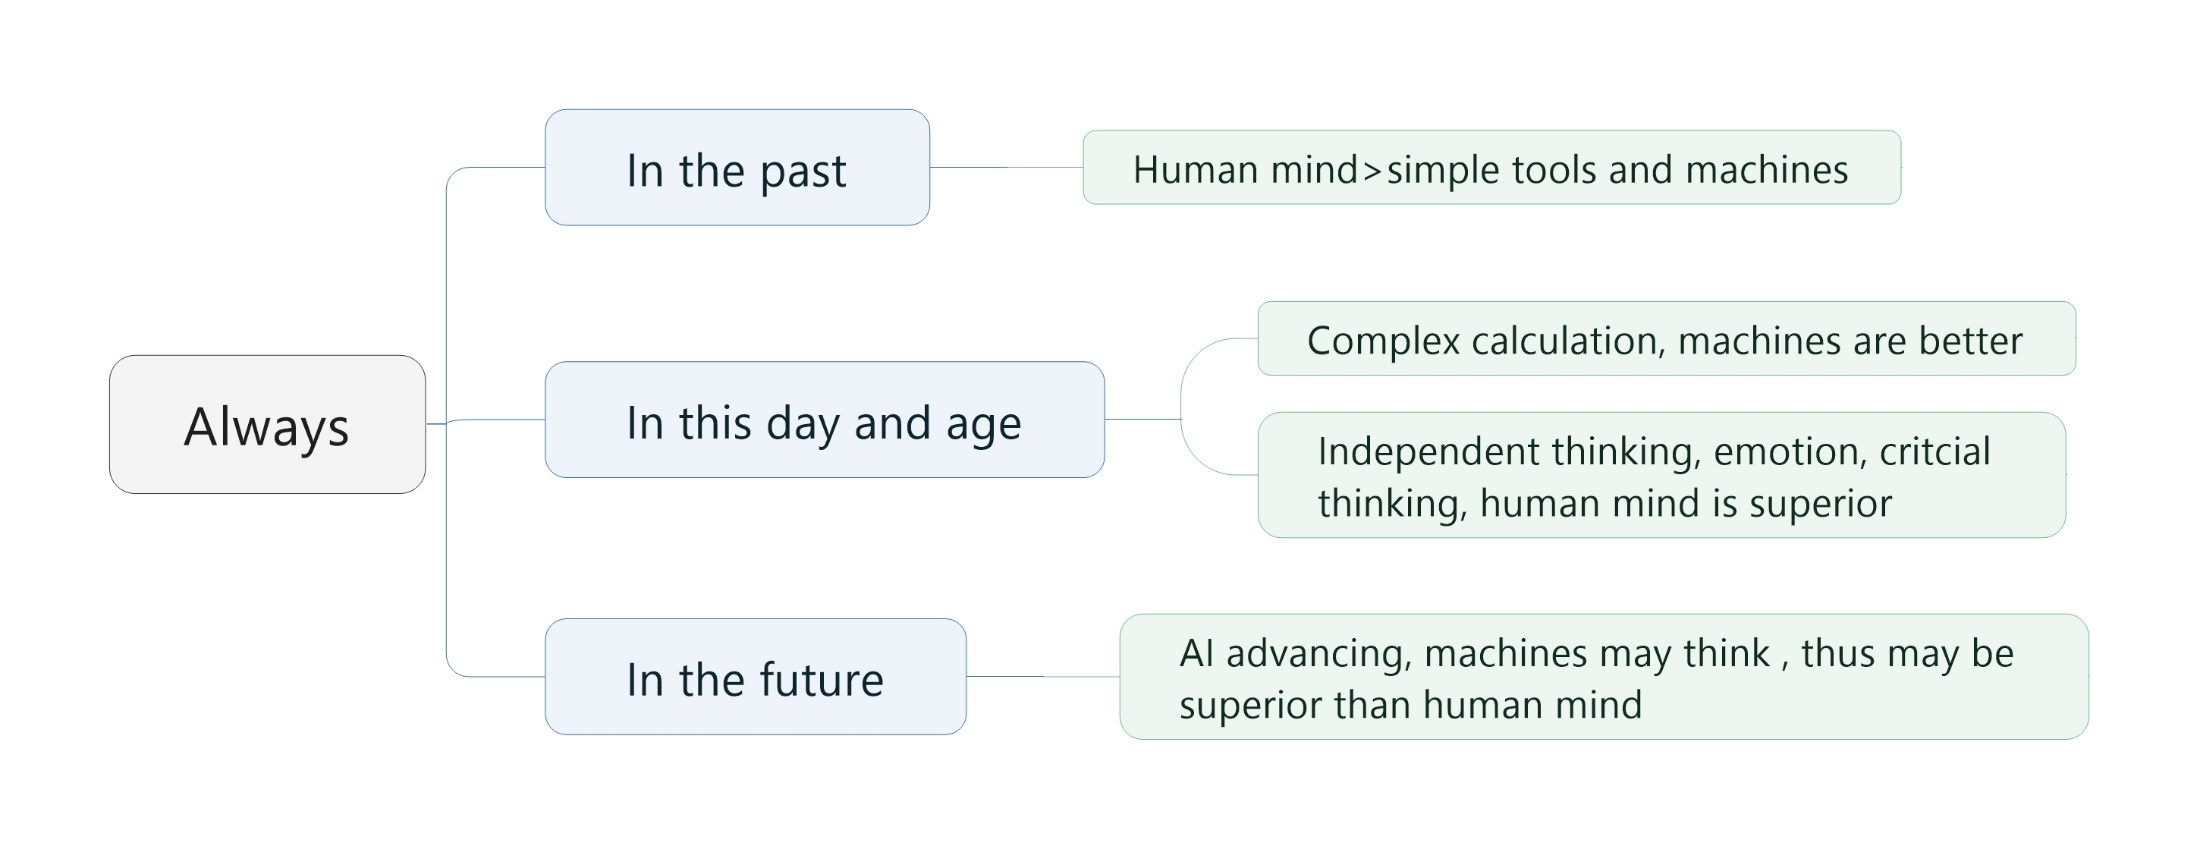 Always
In the past
Human mind>simple tools and machines
In this day and age
Complex calculation, machines are better
Independent thinking, emotion, critcial
thinking, human mind is superior
In the future
AI advancing, machines may think , thus may be
superior than human mind